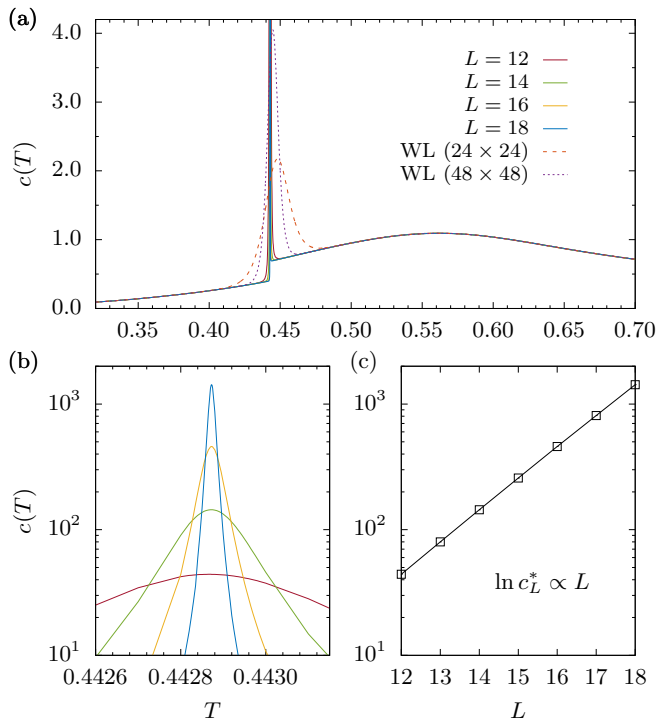 (a)
c(T)
4.0
3.0
2.0
1.0
0.0
L = 12
L = 14
L = 16
L = 18
WL (24 × 24)
WL (48 × 48)
0.35 0.40 0.45 0.50 0.55 0.60 0.65 0.70
(b)
c(T)
10³
10²
10¹
0.4426 0.4428 0.4430
T
(c)
10³
10²
10¹
ln c*_L ∝ L
12 13 14 15 16 17 18
L